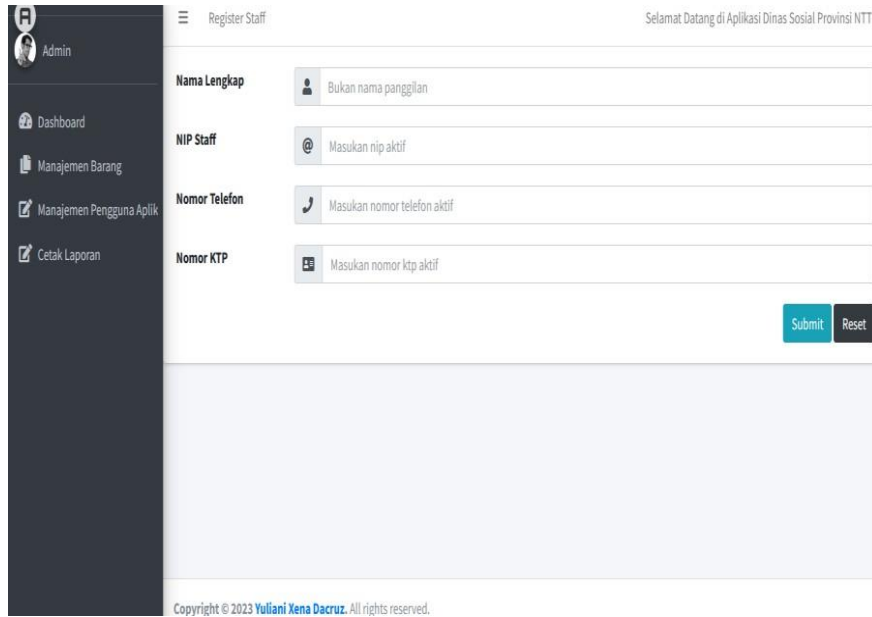 A
Admin
Dashboard
Manajemen Barang
Manajemen Pengguna Aplik
Cetak Laporan
Register Staff
Selamat Datang di Aplikasi Dinas Sosial Provinsi NTT
Nama Lengkap
Bukan nama panggilan
NIP Staff
@ Masukan nip aktif
Nomor Telefon
Masukan nomor telefon aktif
Nomor KTP
Masukan nomor ktp aktif
Submit Reset
Copyright © 2023 Yuliani Xena Dacruz. All rights reserved.